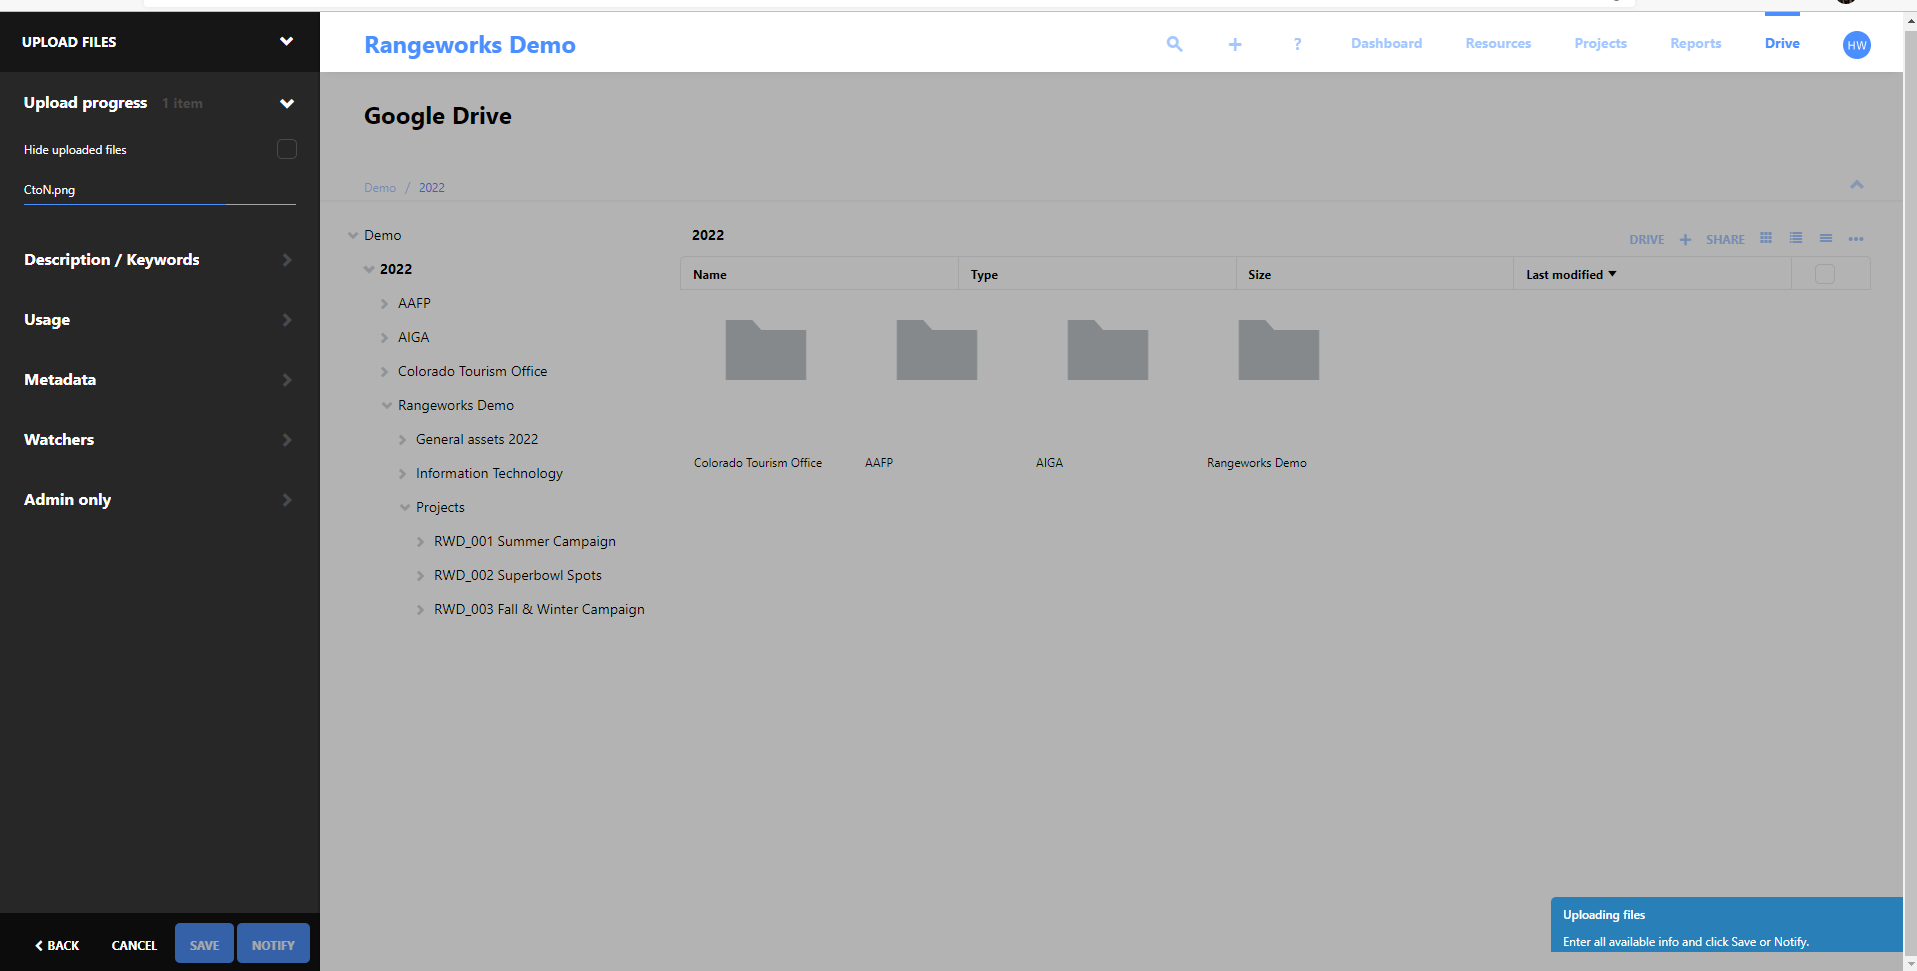 UPLOAD FILES
Upload progress 1 item
Hide uploaded files
CtoN.png
Description / Keywords
Usage
Metadata
Watchers
Admin only
BACK CANCEL SAVE NOTIFY
Rangeworks Demo
? Dashboard Resources Projects Reports Drive HW
Google Drive
Demo / 2022
Demo
2022
AAFP
AIGA
Colorado Tourism Office
Rangeworks Demo
General assets 2022
Information Technology
Projects
RWD_001 Summer Campaign
RWD_002 Superbowl Spots
RWD_003 Fall & Winter Campaign
2022
DRIVE + SHARE
Name Type Size Last modified
Colorado Tourism Office AAFP AIGA Rangeworks Demo
Uploading files
Enter all available info and click Save or Notify.